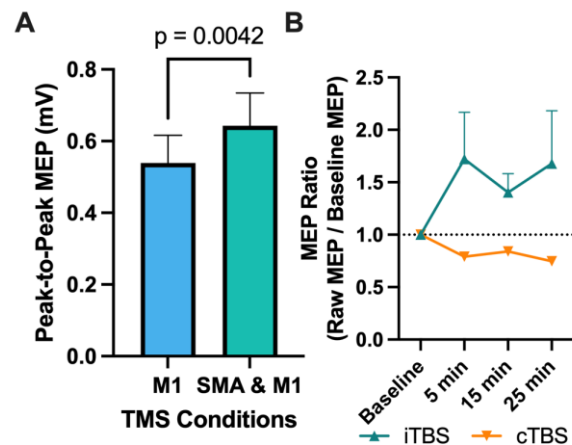 A
p = 0.0042
Peak-to-Peak MEP (mV)
0.8
0.6
0.4
0.2
0.0
M1 SMA & M1
TMS Conditions
B
MEP Ratio
(Raw MEP / Baseline MEP)
2.5
2.0
1.5
1.0
0.5
0.0
Baseline
5 min
15 min
25 min
iTBS cTBS